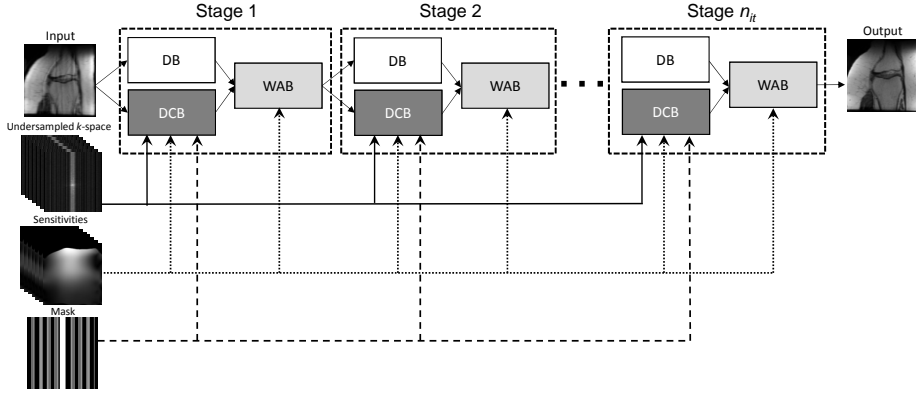 Stage 1
Stage 2
Stage n_it
Input
Output
DB
DCB
WAB
DB
DCB
WAB
DB
DCB
WAB
Undersampled k-space
Sensitivities
Mask